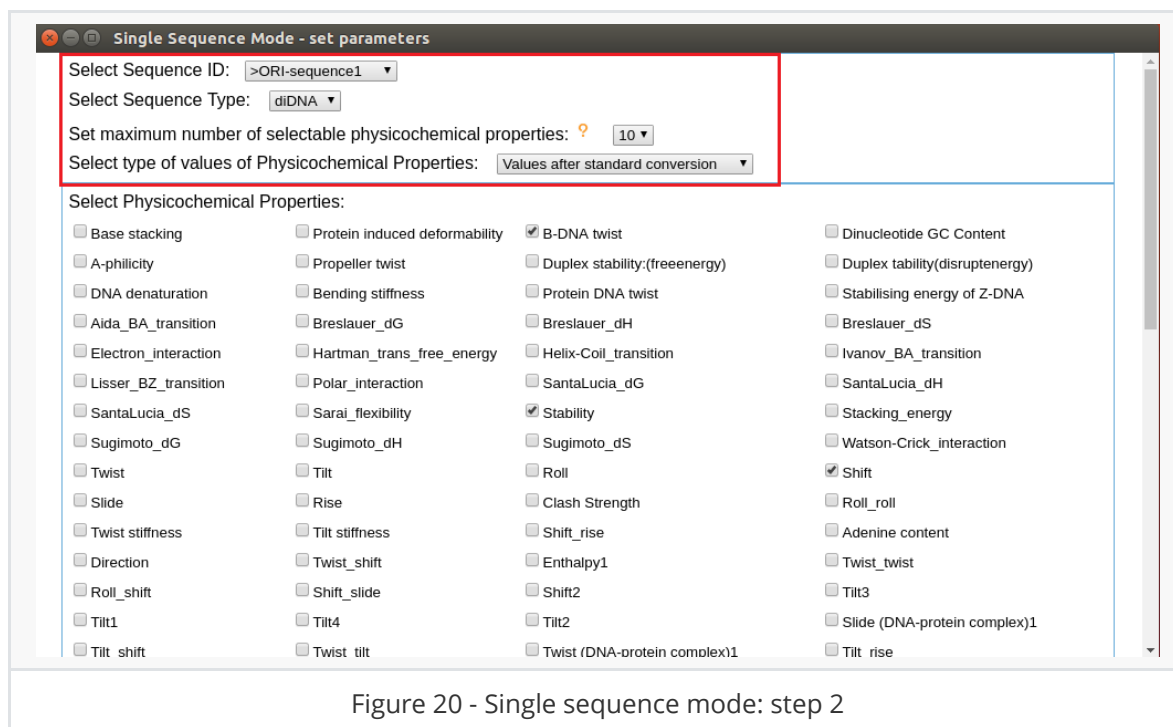 Single Sequence Mode - set parameters
Select Sequence ID: >ORI-sequence1
Select Sequence Type: diDNA
Set maximum number of selectable physicochemical properties: ? 10
Select type of values of Physicochemical Properties: Values after standard conversion
Select Physicochemical Properties:
Base stacking Protein induced deformability B-DNA twist Dinucleotide GC Content
A-philicity Propeller twist Duplex stability:(freeenergy) Duplex tability(disruptenergy)
DNA denaturation Bending stiffness Protein DNA twist Stabilising energy of Z-DNA
Aida_BA_transition Breslauer_dG Breslauer_dH Breslauer_dS
Electron_interaction Hartman_trans_free_energy Helix-Coil_transition Ivanov_BA_transition
Lisser_BZ_transition Polar_interaction SantaLucia_dG SantaLucia_dH
SantaLucia_dS Sarai_flexibility Stability Stacking_energy
Sugimoto_dG Sugimoto_dH Sugimoto_dS Watson-Crick_interaction
Twist Tilt Roll Shift
Slide Rise Clash Strength Roll_roll
Twist stiffness Tilt stiffness Shift_rise Adenine content
Direction Twist_shift Enthalpy1 Twist_twist
Roll_shift Shift_slide Shift2 Tilt3
Tilt1 Tilt4 Tilt2 Slide (DNA-protein complex)1
Tilt_shift Twist_tilt Twist (DNA-protein complex)1 Tilt_rise
Figure 20 - Single sequence mode: step 2